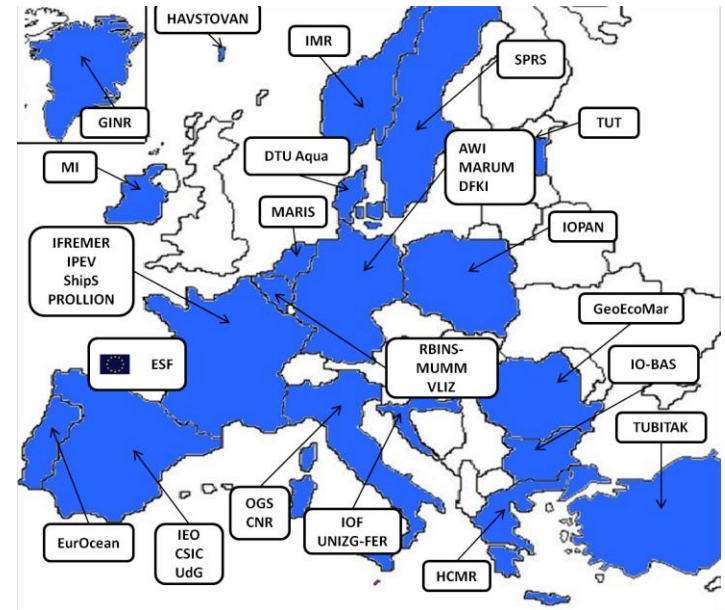 HAVSTOVAN
IMR
SPRS
GINR
TUT
AWI
MARUM
DFKI
DTU Aqua
MI
MARIS
IOPAN
IFREMER
IPEV
ShipS
PROLLION
GeoEcoMar
ESF
RBINS-
MUMM
VLIZ
IO-BAS
TUBITAK
OGS
CNR
IOF
UNIZG-FER
EurOcean
IEO
CSIC
UdG
HCMR